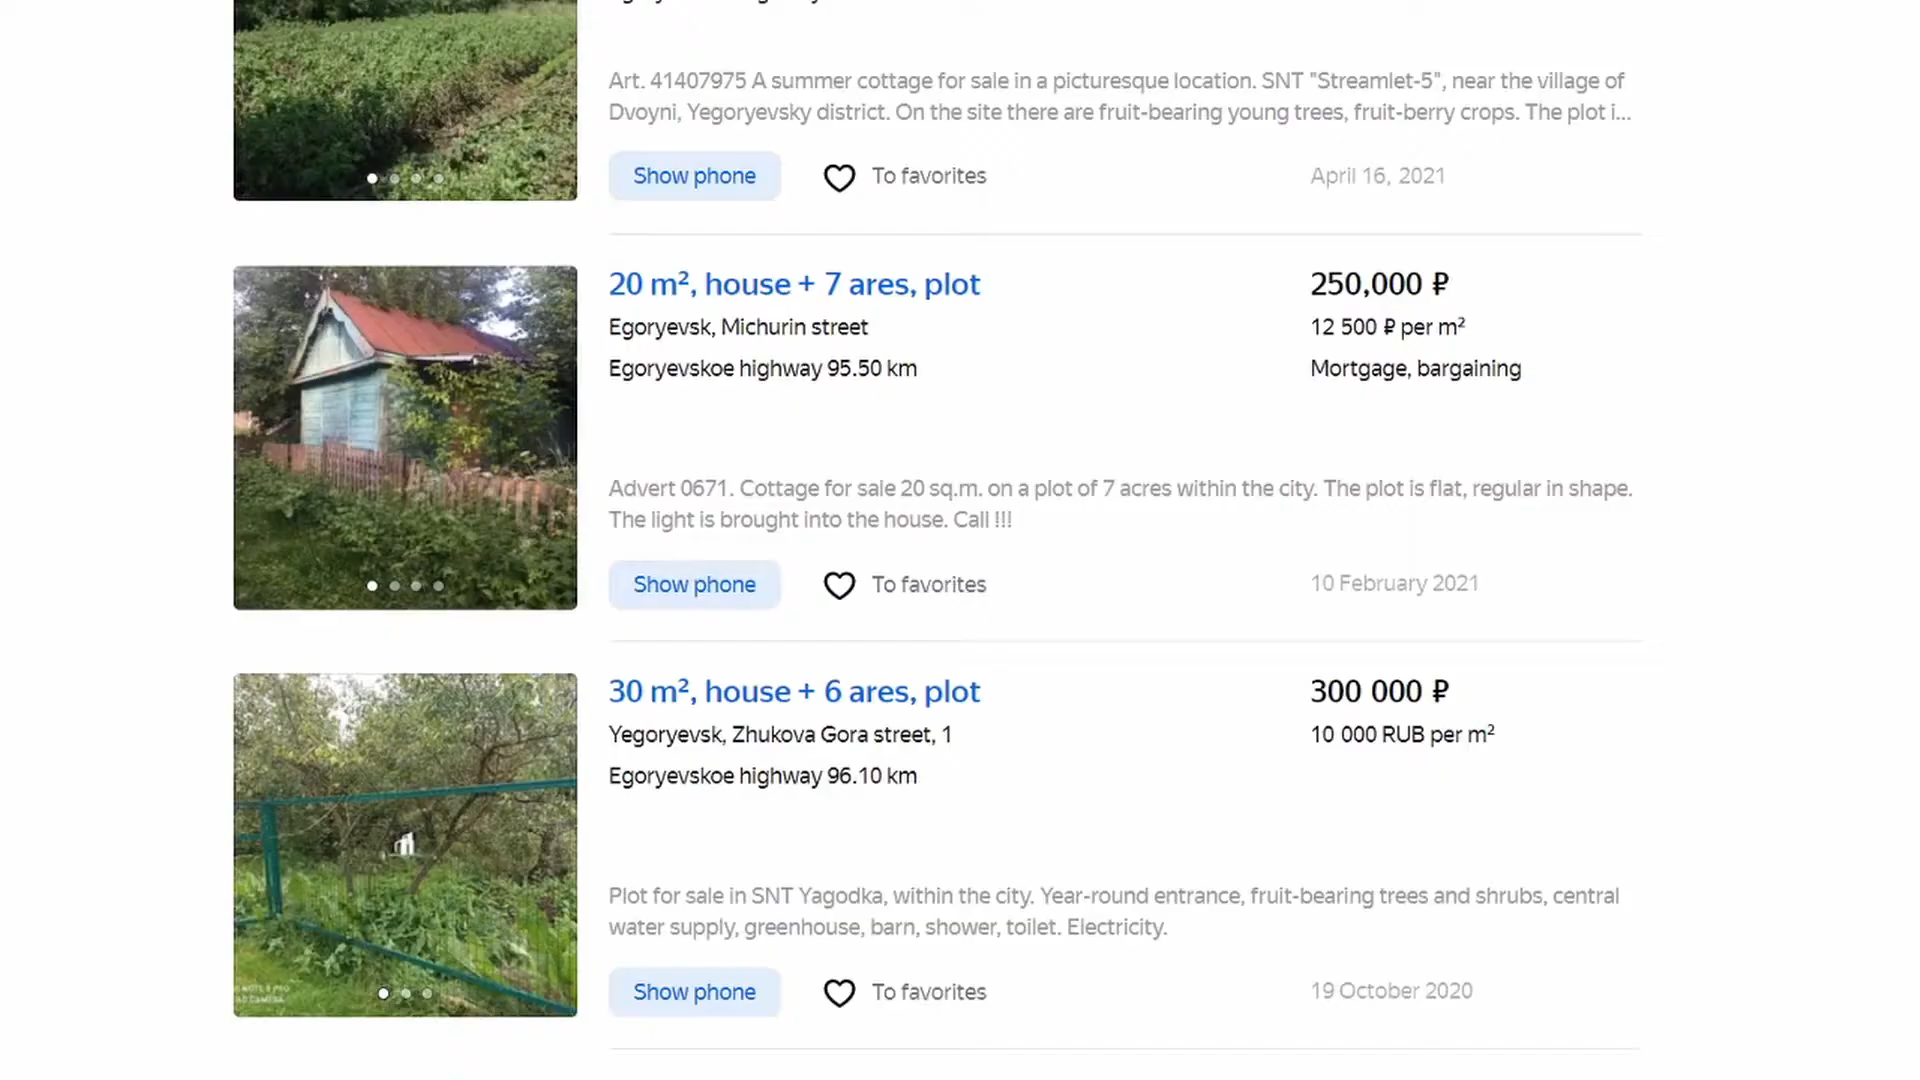 Art. 41407975 A summer cottage for sale in a picturesque location. SNT "Streamlet-5", near the village of
Dvoyni, Yegoryevsky district. On the site there are fruit-bearing young trees, fruit-berry crops. The plot i...
Show phone
To favorites
April 16, 2021
20 m², house + 7 ares, plot
250,000 ₽
Egoryevsk, Michurin street
12 500 ₽ per m²
Egoryevskoe highway 95.50 km
Mortgage, bargaining
Advert 0671. Cottage for sale 20 sq.m. on a plot of 7 acres within the city. The plot is flat, regular in shape.
The light is brought into the house. Call !!!
Show phone
To favorites
10 February 2021
30 m², house + 6 ares, plot
300 000 ₽
Yegoryevsk, Zhukova Gora street, 1
10 000 RUB per m²
Egoryevskoe highway 96.10 km
Plot for sale in SNT Yagodka, within the city. Year-round entrance, fruit-bearing trees and shrubs, central
water supply, greenhouse, barn, shower, toilet. Electricity.
Show phone
To favorites
19 October 2020